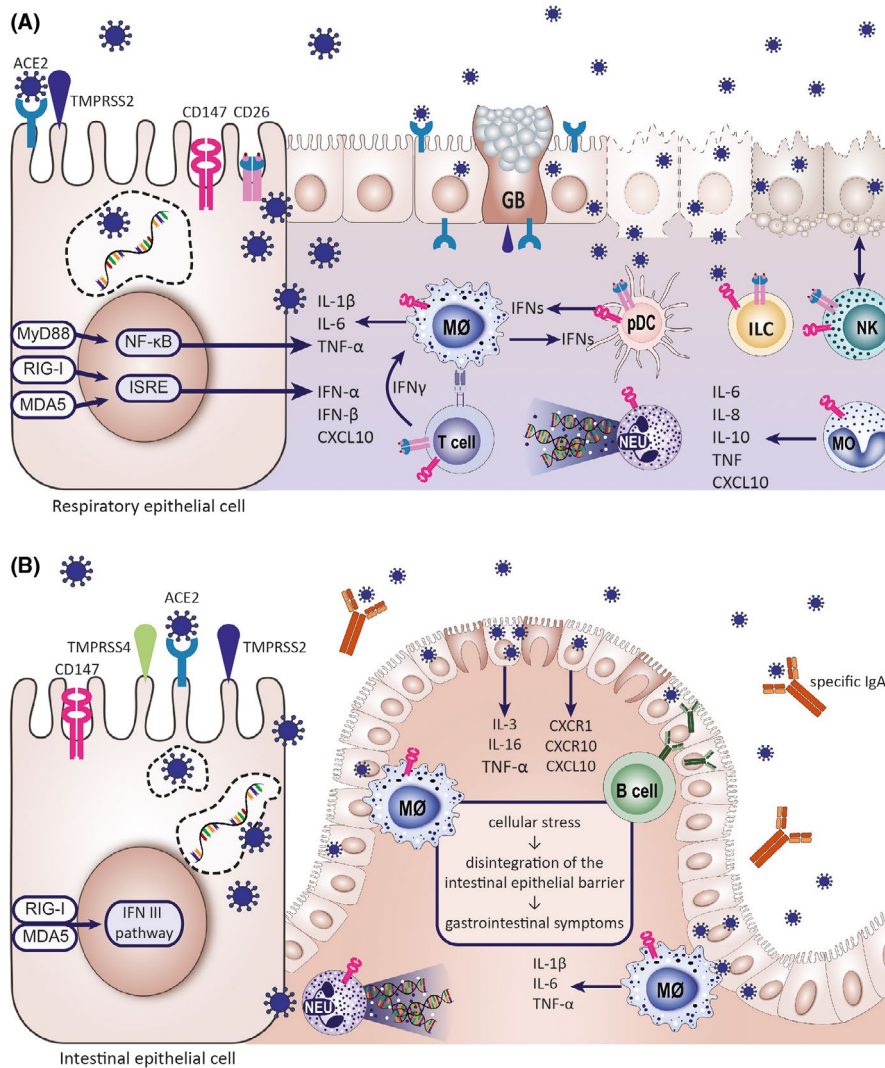 (A)
ACE2
TMPRSS2
CD147
CD26
GB
MyD88
RIG-I
MDA5
NF-κB
ISRE
IL-1β
IL-6
TNF-α
IFN-α
IFN-β
CXCL10
MØ
IFNγ
T cell
IFNs
IFNs
pDC
NEU
ILC
NK
IL-6
IL-8
IL-10
TNF
CXCL10
MO
Respiratory epithelial cell
(B)
ACE2
TMPRSS4
TMPRSS2
CD147
RIG-I
MDA5
IFN III
pathway
Intestinal epithelial cell
IL-3
IL-16
TNF-α
CXCR1
CXCR10
CXCL10
specific IgA
MØ
B cell
cellular stress
↓
disintegration of the
intestinal epithelial barrier
↓
gastrointestinal symptoms
NEU
IL-1β
IL-6
TNF-α
MØ